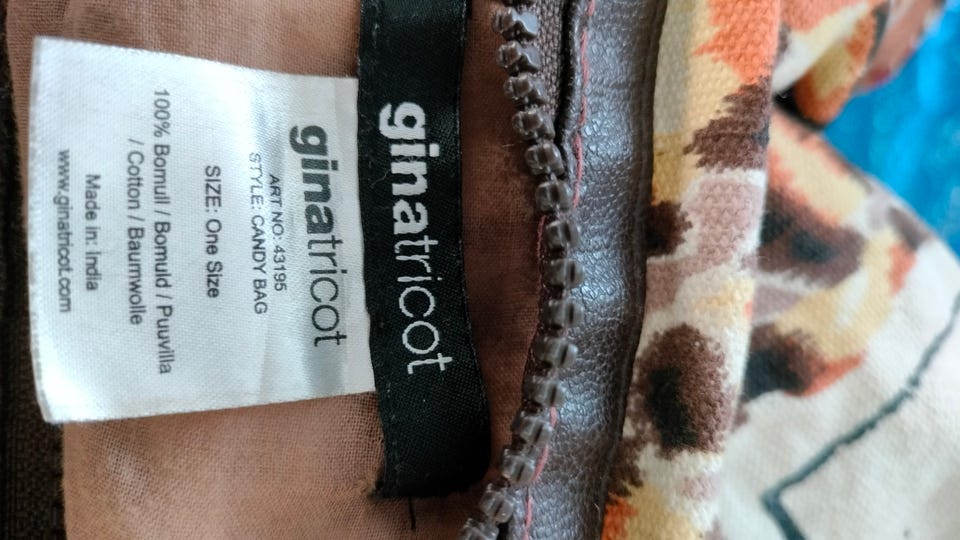 ginatricot
ginatricot
ART NO: 43195
STYLE: CANDY BAG
SIZE: One Size
100% Bomull / Bomuld / Puuvilla
/ Cotton / Baumwolle
Made in: India
www.ginatricot.com